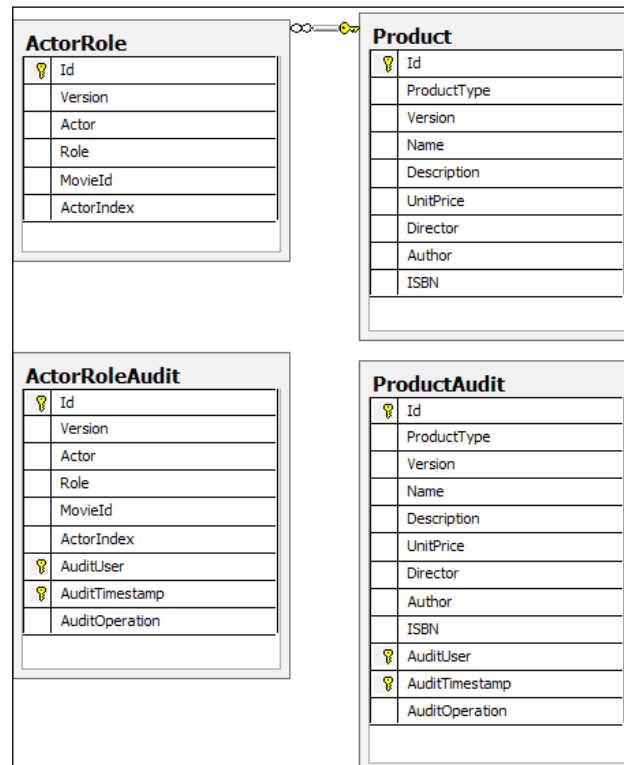 ActorRole
Id
Version
Actor
Role
MovieId
ActorIndex
Product
Id
ProductType
Version
Name
Description
UnitPrice
Director
Author
ISBN
ActorRoleAudit
Id
Version
Actor
Role
MovieId
ActorIndex
AuditUser
AuditTimestamp
AuditOperation
ProductAudit
Id
ProductType
Version
Name
Description
UnitPrice
Director
Author
ISBN
AuditUser
AuditTimestamp
AuditOperation